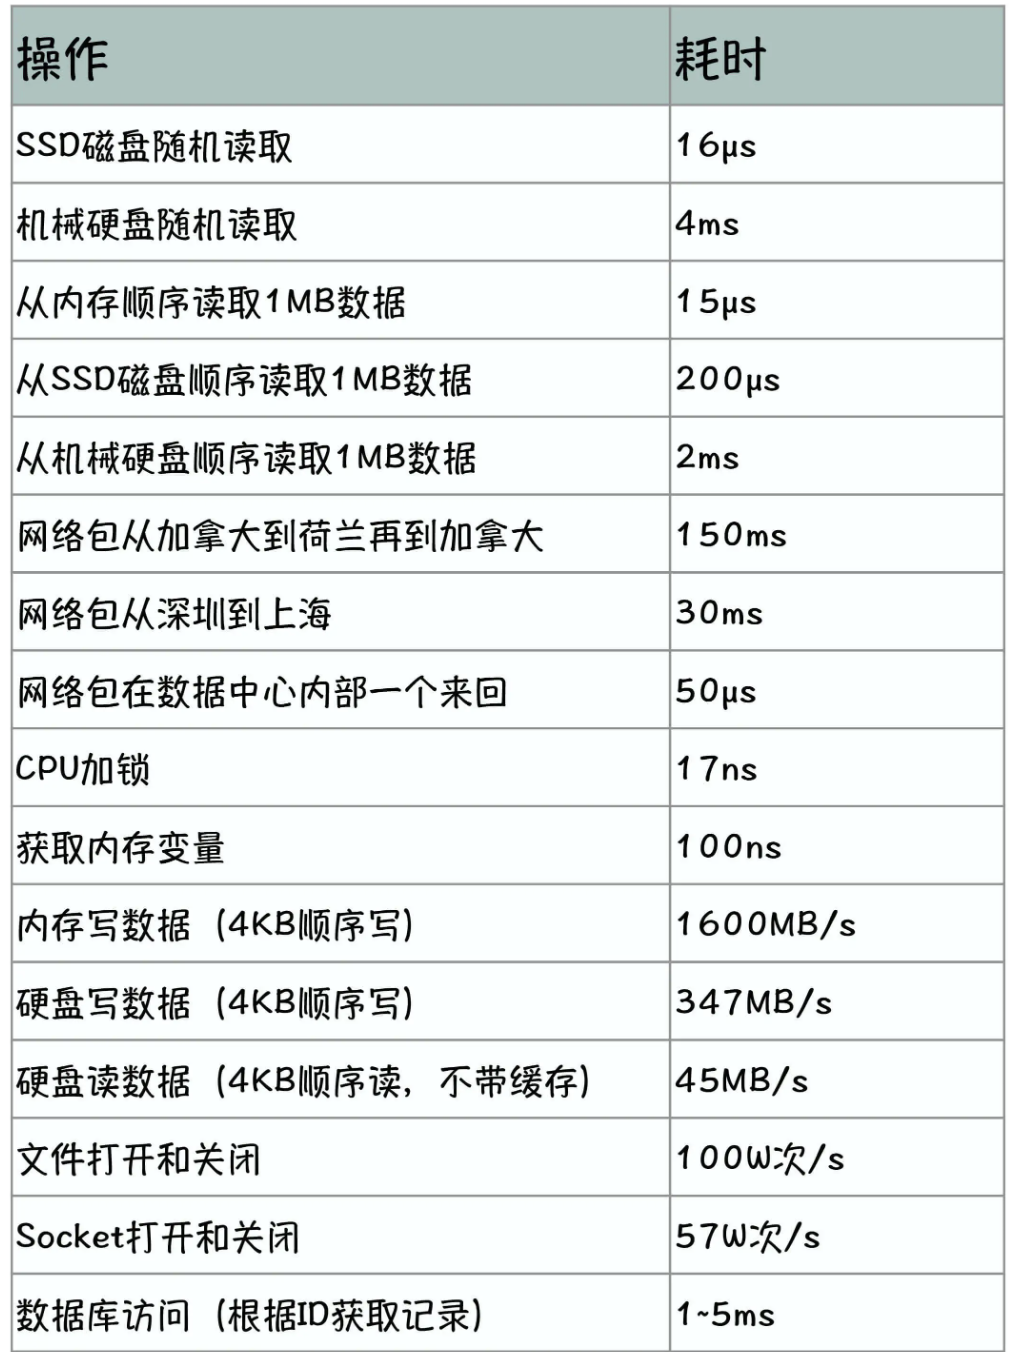 操作 耗时
SSD磁盘随机读取 16μs
机械硬盘随机读取 4ms
从内存顺序读取1MB数据 15μs
从SSD磁盘顺序读取1MB数据 200μs
从机械硬盘顺序读取1MB数据 2ms
网络包从加拿大到荷兰再到加拿大 150ms
网络包从深圳到上海 30ms
网络包在数据中心内部一个来回 50μs
CPU加锁 17ns
获取内存变量 100ns
内存写数据（4KB顺序写） 1600MB/s
硬盘写数据（4KB顺序写） 347MB/s
硬盘读数据（4KB顺序读，不带缓存） 45MB/s
文件打开和关闭 100W次/s
Socket打开和关闭 57W次/s
数据库访问（根据ID获取记录） 1~5ms